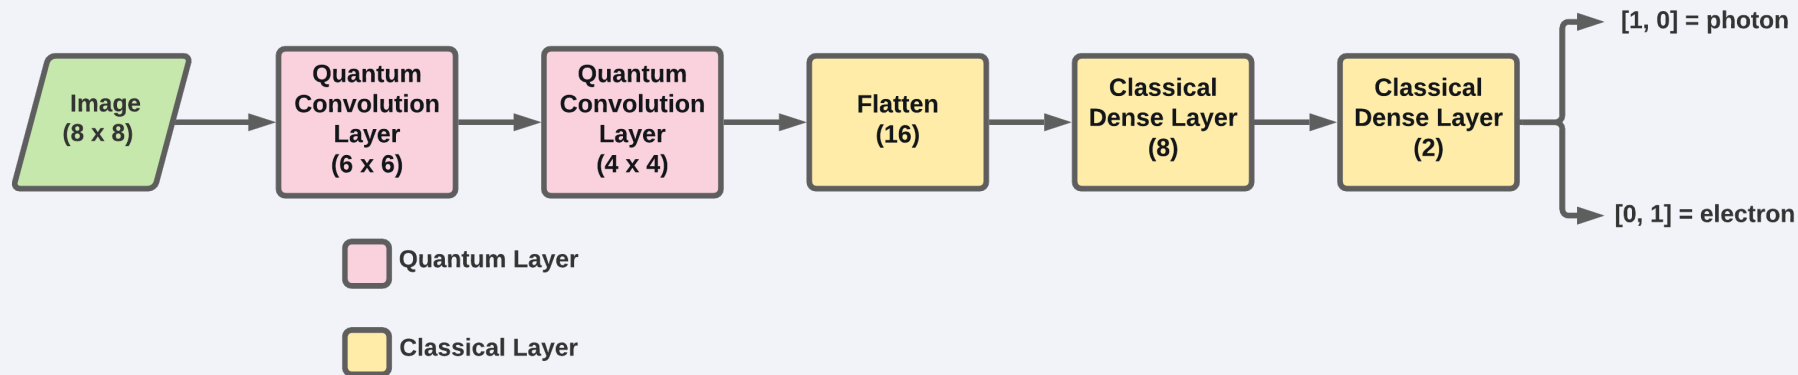 [1, 0] = photon
Image
(8 x 8)
Quantum
Convolution
Layer
(6 x 6)
Quantum
Convolution
Layer
(4 x 4)
Flatten
(16)
Classical
Dense Layer
(8)
Classical
Dense Layer
(2)
[0, 1] = electron
Quantum Layer
Classical Layer